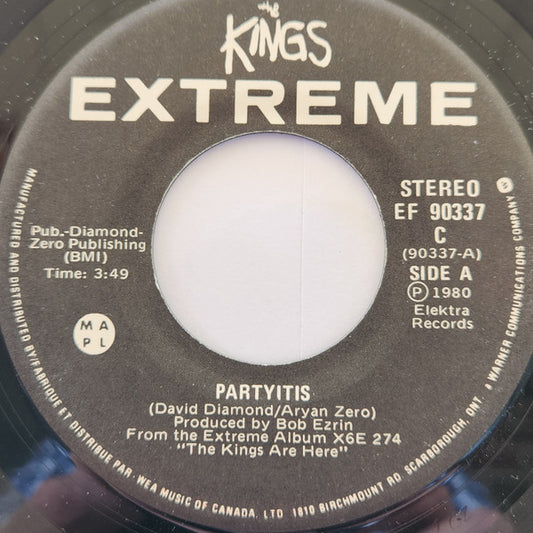 the
KINGS
EXTREME
STEREO
EF 90337
C
(90337-A)
SIDE A
Ⓟ 1980
Elektra
Records
Pub.-Diamond-
Zero Publishing
(BMI)
Time: 3:49
M A
P L
PARTYITIS
(David Diamond/Aryan Zero)
Produced by Bob Ezrin
From the Extreme Album X6E 274
"The Kings Are Here"
MANUFACTURED AND DISTRIBUTED BY/FABRIQUE ET DISTRIBUE PAR WEA MUSIC OF CANADA, LTD 1810 BIRCHMOUNT RD, SCARBOROUGH, ONT. A WARNER COMMUNICATIONS COMPANY